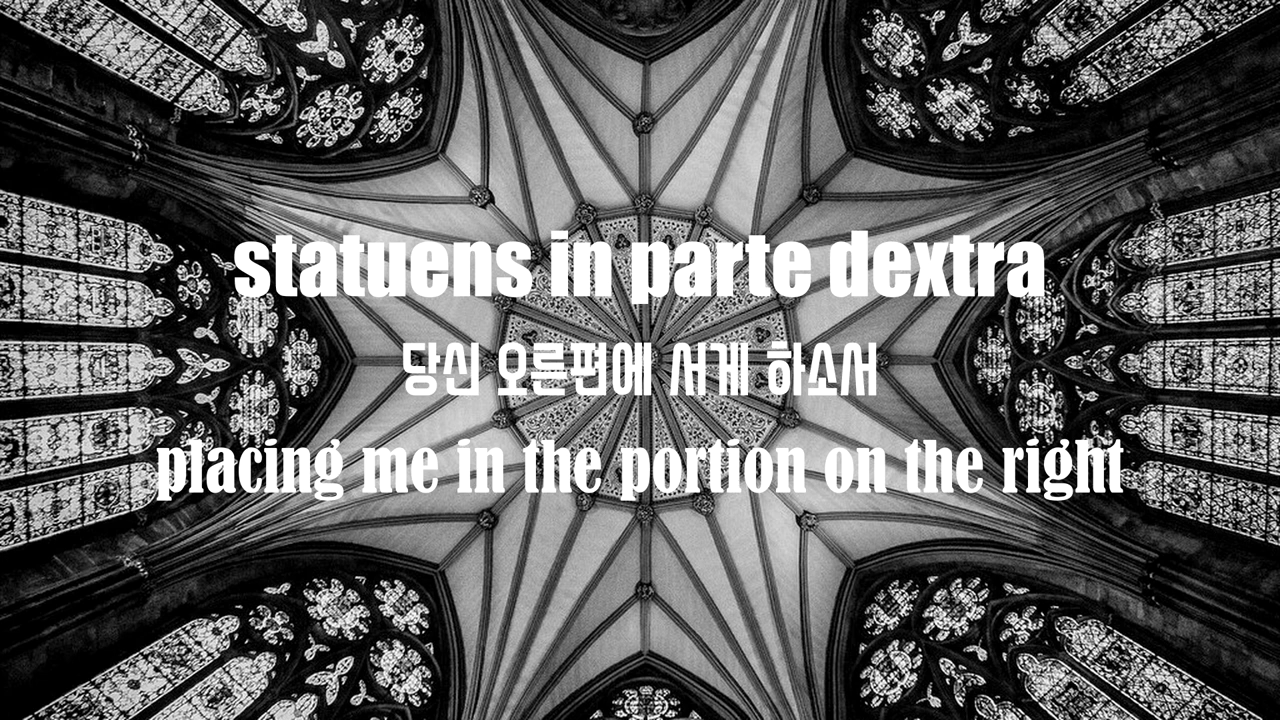 statuens in parte dextra
당신 오른편에 서게 하소서
placing me in the portion on the right